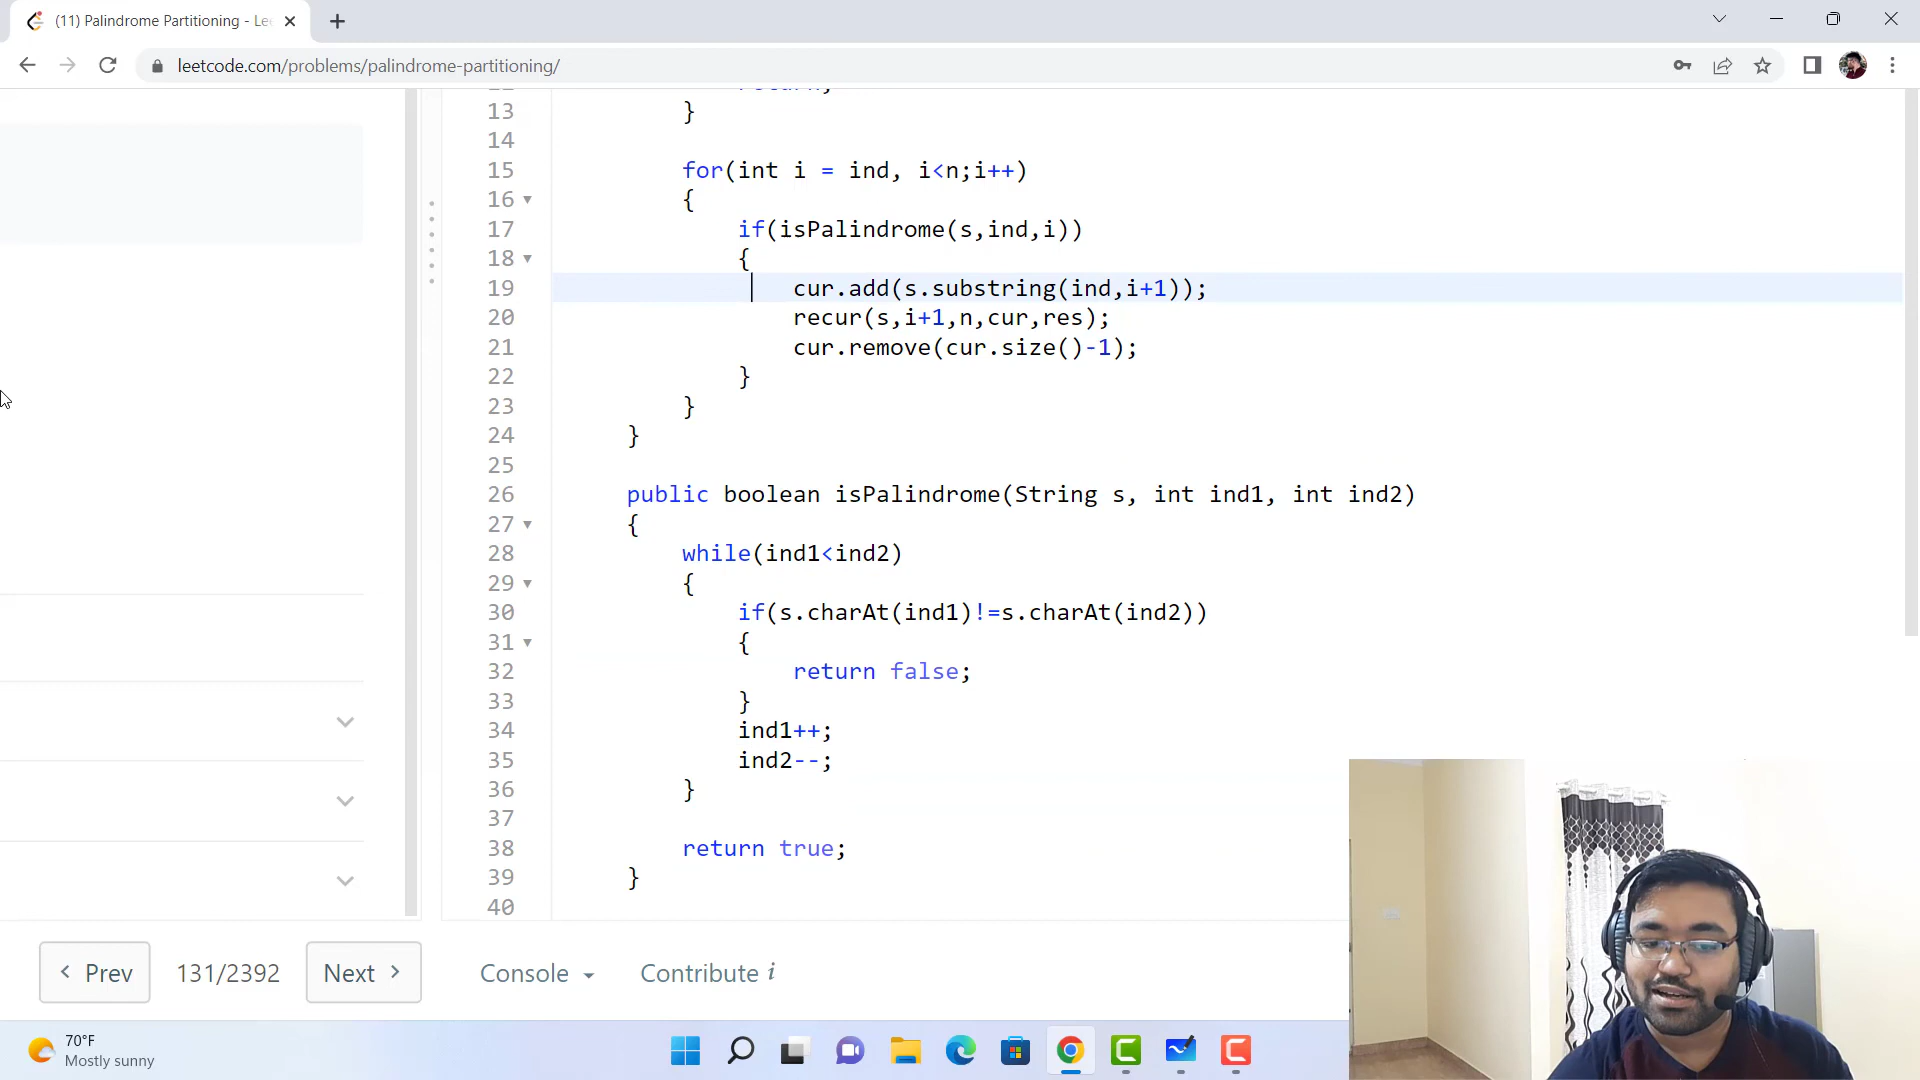 (11) Palindrome Partitioning - Lee
leetcode.com/problems/palindrome-partitioning/
13 }
14
15 for(int i = ind, i<n;i++)
16 {
17 if(isPalindrome(s,ind,i))
18 {
19 cur.add(s.substring(ind,i+1));
20 recur(s,i+1,n,cur,res);
21 cur.remove(cur.size()-1);
22 }
23 }
24 }
25
26 public boolean isPalindrome(String s, int ind1, int ind2)
27 {
28 while(ind1<ind2)
29 {
30 if(s.charAt(ind1)!=s.charAt(ind2))
31 {
32 return false;
33 }
34 ind1++;
35 ind2--;
36 }
37
38 return true;
39 }
40
Prev 131/2392 Next Console Contribute i
70°F
Mostly sunny